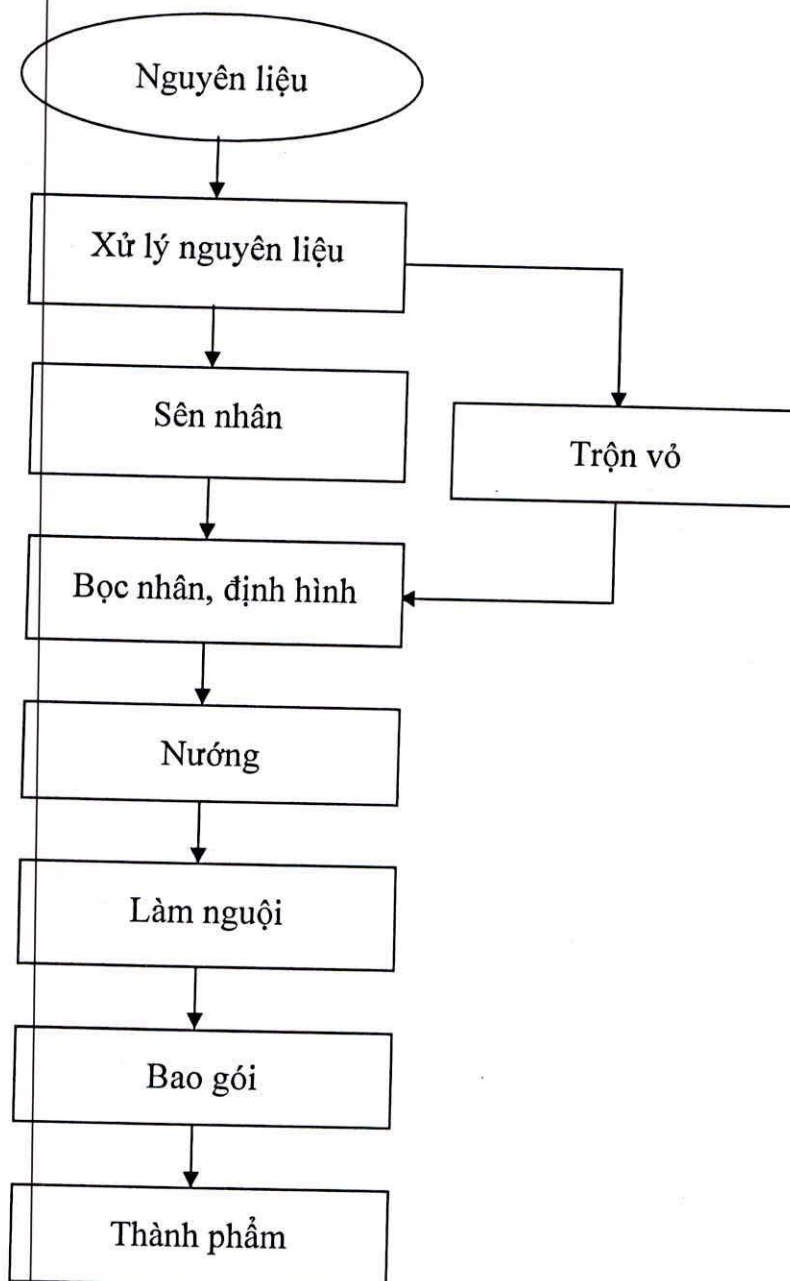 Nguyên liệu
Xử lý nguyên liệu
Sên nhân
Trộn vỏ
Bọc nhân, định hình
Nướng
Làm nguội
Bao gói
Thành phẩm